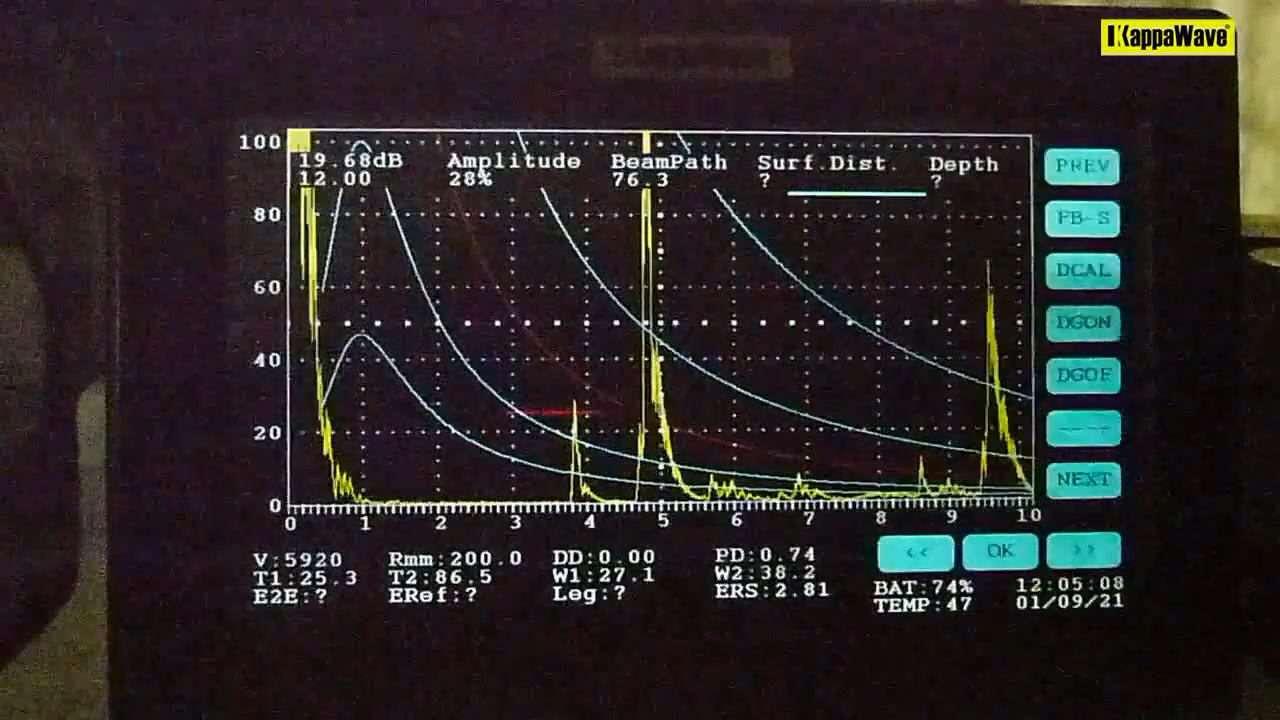 KappaWave
100
19.68dB Amplitude BeamPath Surf.Dist. Depth
12.00 28% 76.3 ? ?
80
60
40
20
0
0 1 2 3 4 5 6 7 8 9 10
PREV
FB-S
DCAL
DGON
DGOF
----
NEXT
<< OK >>
V:5920 Rmm:200.0 DD:0.00 PD:0.74
T1:25.3 T2:86.5 W1:27.1 W2:38.2
E2E:? ERef:? Leg:? ERS:2.81
BAT:74% 12:05:08
TEMP:47 01/09/21